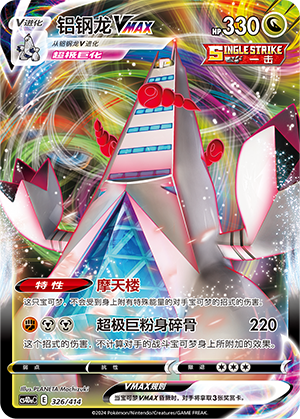 V进化
铝钢龙VMAX
HP 330
从铝钢龙V进化
超极巨化
SINGLE STRIKE
一击
特性 摩天楼
这只宝可梦，不会受到身上附有特殊能量的对手宝可梦的招式的伤害。
超极巨粉身碎骨 220
这个招式的伤害，不计算对手的战斗宝可梦身上所附加的效果。
弱点 抗性 撤退
Illus. PLANETA Mochizuki
VMAX规则
E 326/414
当宝可梦VMAX昏厥时，对手将拿取3张奖赏卡。
©2024 Pokémon/Nintendo/Creatures/GAME FREAK.